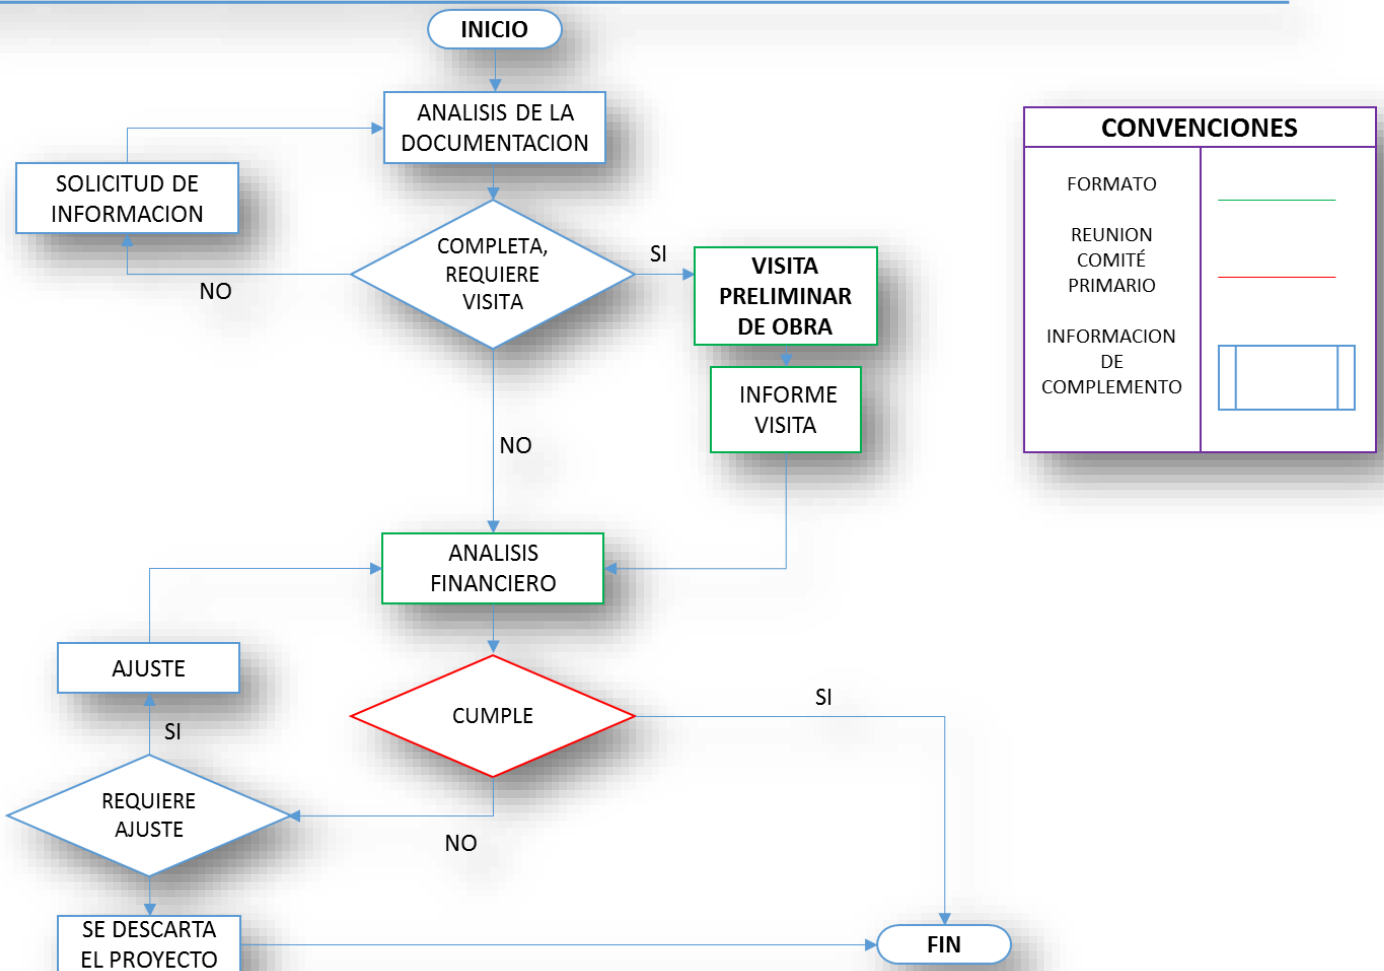 INICIO
ANALISIS DE LA
DOCUMENTACION
SOLICITUD DE
INFORMACION
COMPLETA,
REQUIERE
VISITA
SI
NO
VISITA
PRELIMINAR
DE OBRA
INFORME
VISITA
NO
ANALISIS
FINANCIERO
AJUSTE
CUMPLE
SI
SI
REQUIERE
AJUSTE
NO
SE DESCARTA
EL PROYECTO
FIN
CONVENCIONES
FORMATO
REUNION
COMITÉ
PRIMARIO
INFORMACION
DE
COMPLEMENTO